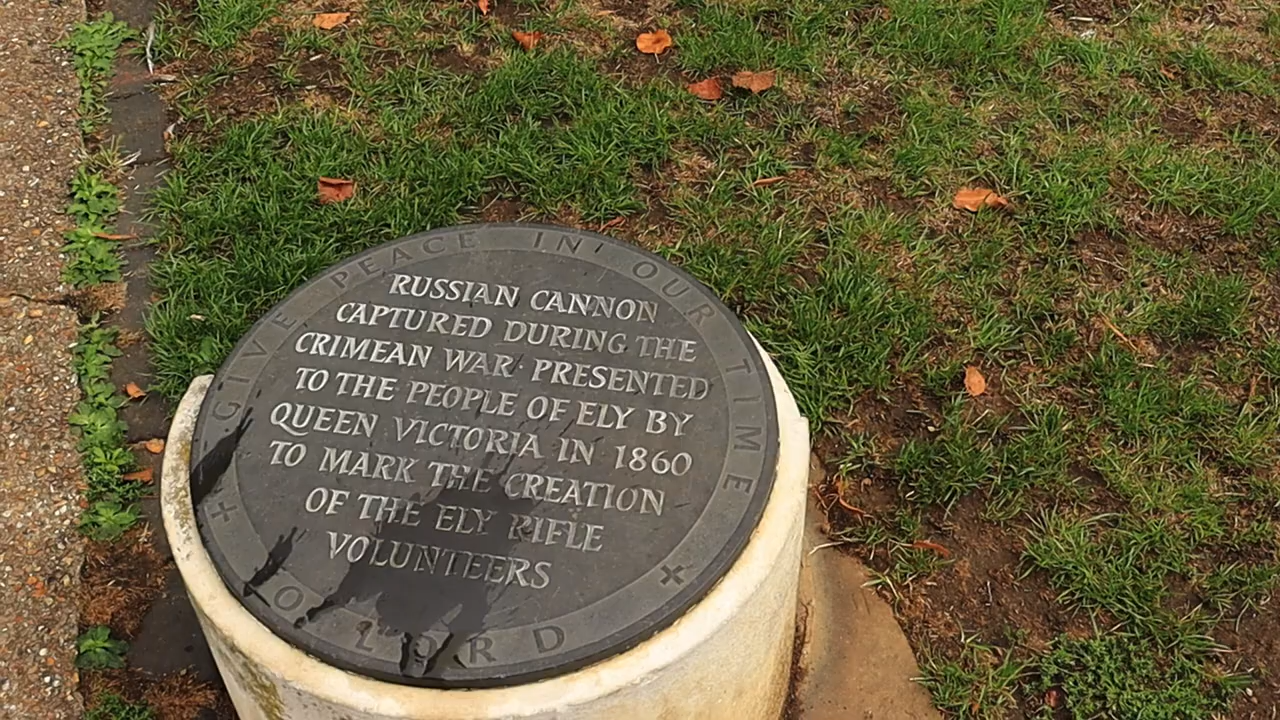 GIVE PEACE IN OUR TIME
RUSSIAN CANNON
CAPTURED DURING THE
CRIMEAN WAR PRESENTED
TO THE PEOPLE OF ELY BY
QUEEN VICTORIA IN 1860
TO MARK THE CREATION
OF THE ELY RIFLE
VOLUNTEERS
O LORD